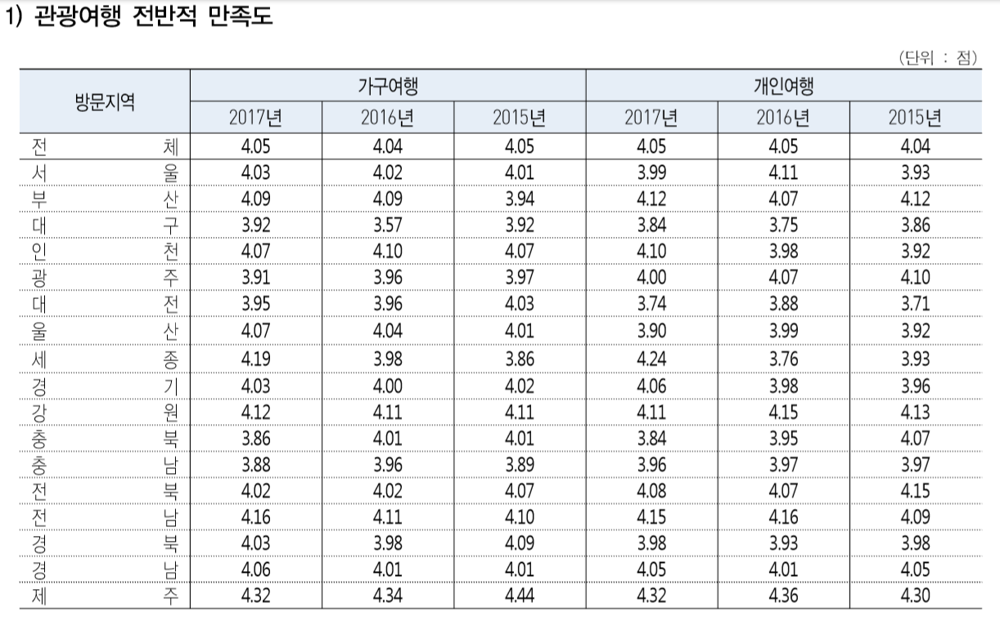 1) 관광여행 전반적 만족도
(단위 : 점)
방문지역 가구여행 개인여행
2017년 2016년 2015년 2017년 2016년 2015년
전 체 4.05 4.04 4.05 4.05 4.05 4.04
서 울 4.03 4.02 4.01 3.99 4.11 3.93
부 산 4.09 4.09 3.94 4.12 4.07 4.12
대 구 3.92 3.57 3.92 3.84 3.75 3.86
인 천 4.07 4.10 4.07 4.10 3.98 3.92
광 주 3.91 3.96 3.97 4.00 4.07 4.10
대 전 3.95 3.96 4.03 3.74 3.88 3.71
울 산 4.07 4.04 4.01 3.90 3.99 3.92
세 종 4.19 3.98 3.86 4.24 3.76 3.93
경 기 4.03 4.00 4.02 4.06 3.98 3.96
강 원 4.12 4.11 4.11 4.11 4.15 4.13
충 북 3.86 4.01 4.01 3.84 3.95 4.07
충 남 3.88 3.96 3.89 3.96 3.97 3.97
전 북 4.02 4.02 4.07 4.08 4.07 4.15
전 남 4.16 4.11 4.10 4.15 4.16 4.09
경 북 4.03 3.98 4.09 3.98 3.93 3.98
경 남 4.06 4.01 4.01 4.05 4.01 4.05
제 주 4.32 4.34 4.44 4.32 4.36 4.30